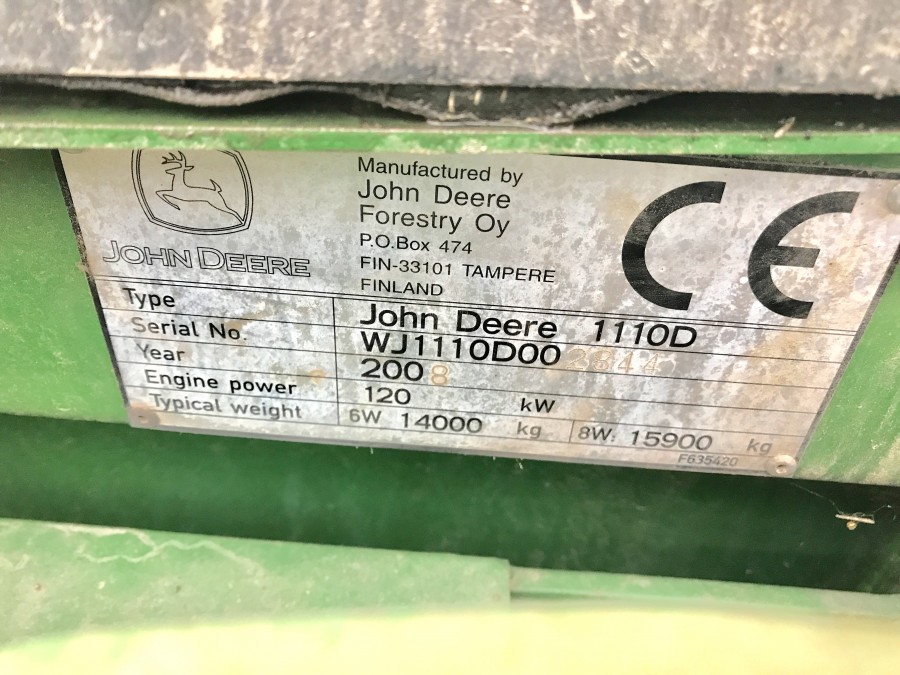 Manufactured by
John Deere
Forestry Oy
P.O.Box 474
FIN-33101 TAMPERE
FINLAND
JOHN DEERE
CE
Type John Deere 1110D
Serial No. WJ1110D002844
Year 2008
Engine power 120 kW
Typical weight 6W 14000 kg 8W: 15900 kg
F635420